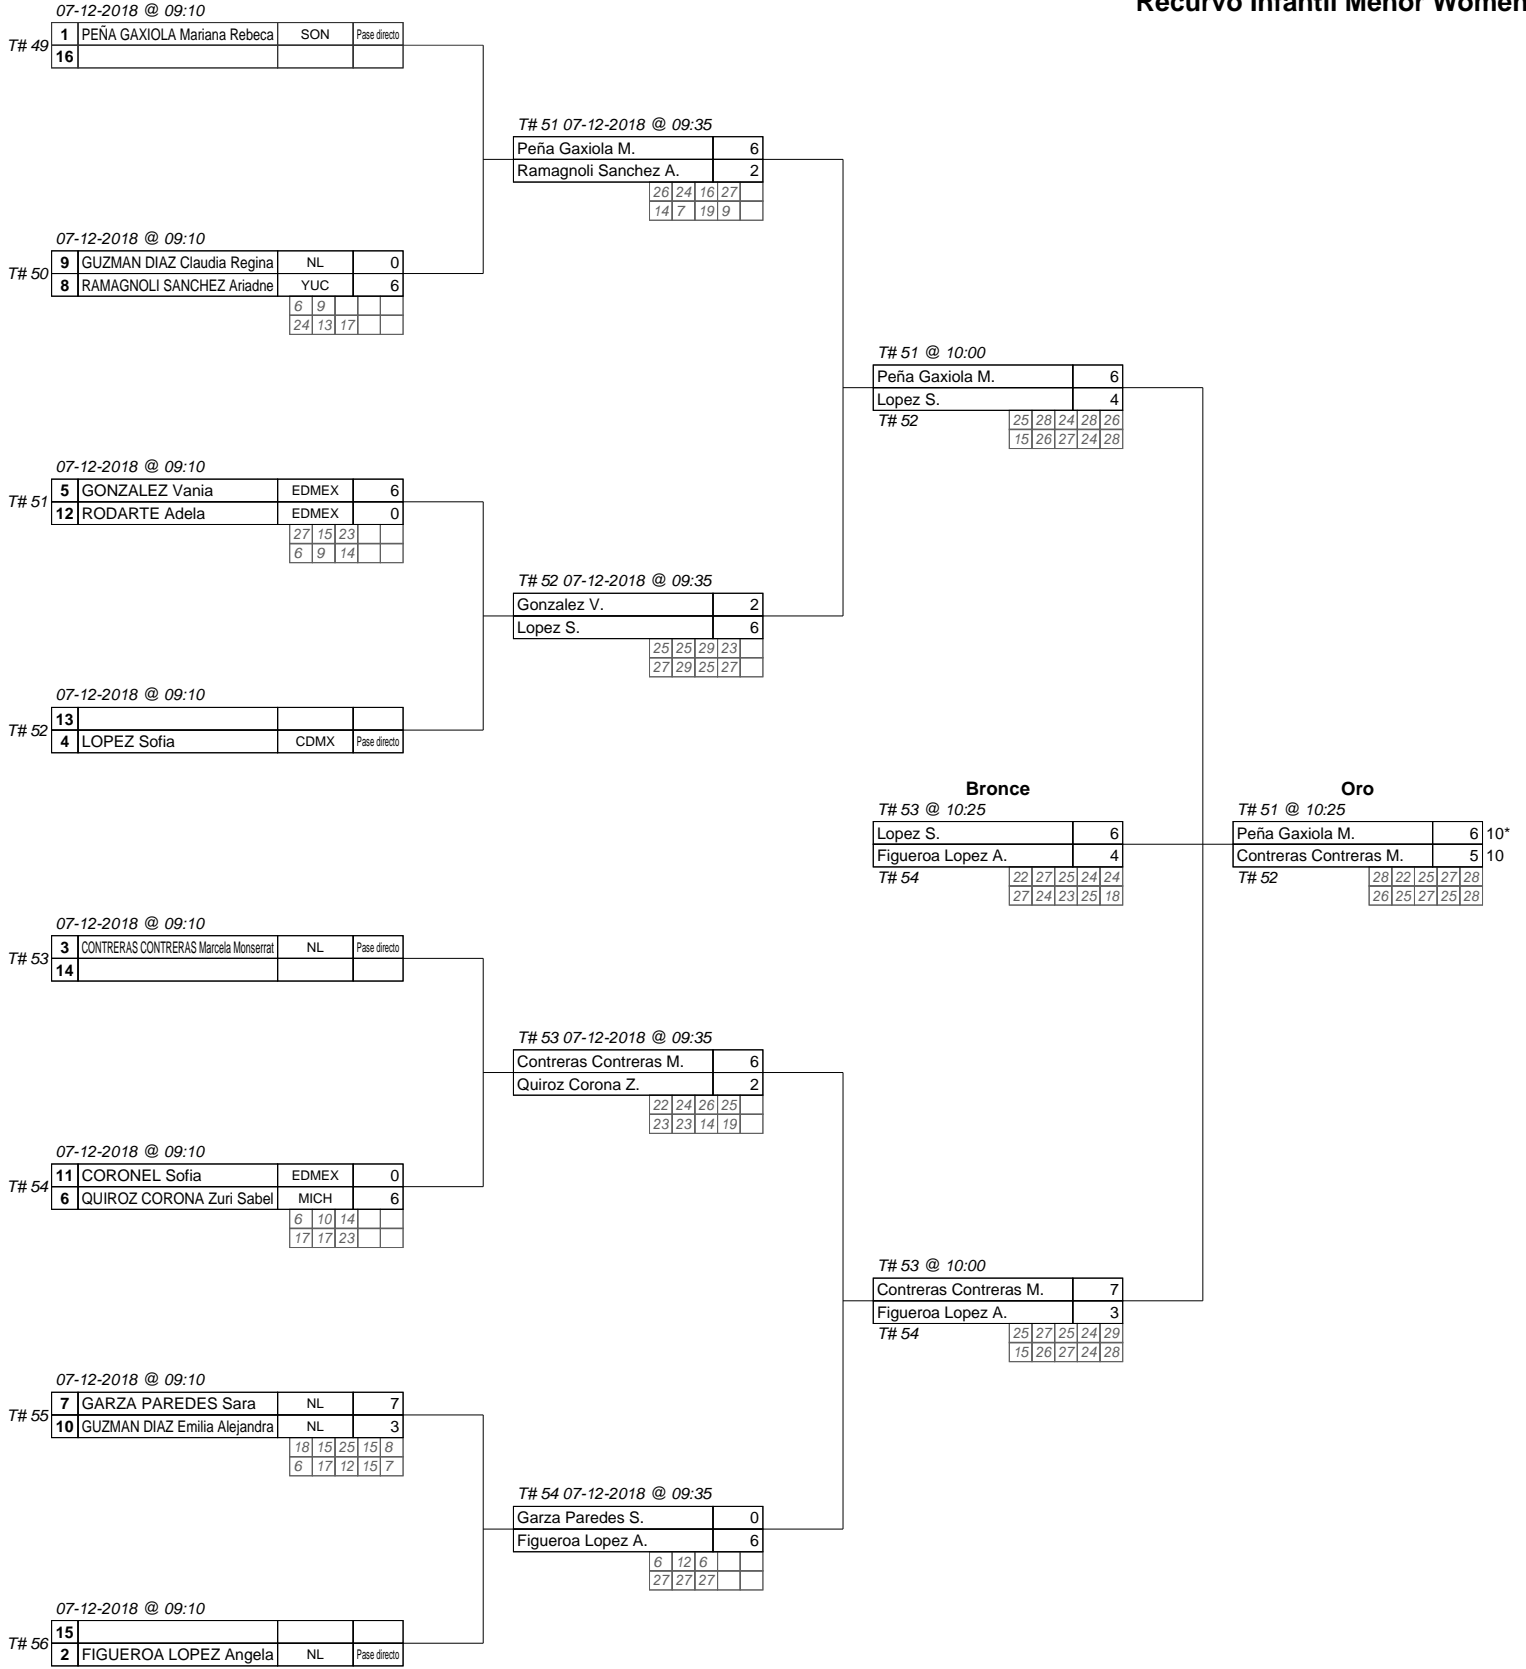 Recurvo Infantil Menor Women
07-12-2018 @ 09:10
T# 49
1 PEÑA GAXIOLA Mariana Rebeca SON Pase directo
16
T# 51 07-12-2018 @ 09:35
Peña Gaxiola M. 6
Ramagnoli Sanchez A. 2
26 24 16 27
14 7 19 9
07-12-2018 @ 09:10
T# 50
9 GUZMAN DIAZ Claudia Regina NL 0
8 RAMAGNOLI SANCHEZ Ariadne YUC 6
6 9
24 13 17
T# 51 @ 10:00
Peña Gaxiola M. 6
Lopez S. 4
T# 52
25 28 24 28 26
15 26 27 24 28
07-12-2018 @ 09:10
T# 51
5 GONZALEZ Vania EDMEX 6
12 RODARTE Adela EDMEX 0
27 15 23
6 9 14
T# 52 07-12-2018 @ 09:35
Gonzalez V. 2
Lopez S. 6
25 25 29 23
27 29 25 27
07-12-2018 @ 09:10
T# 52
13
4 LOPEZ Sofia CDMX Pase directo
Bronce
T# 53 @ 10:25
Lopez S. 6
Figueroa Lopez A. 4
T# 54
22 27 25 24 24
27 24 23 25 18
Oro
T# 51 @ 10:25
Peña Gaxiola M. 6 10*
Contreras Contreras M. 5 10
T# 52
28 22 25 27 28
26 25 27 25 28
07-12-2018 @ 09:10
T# 53
3 CONTRERAS CONTRERAS Marcela Monserrat NL Pase directo
14
T# 53 07-12-2018 @ 09:35
Contreras Contreras M. 6
Quiroz Corona Z. 2
22 24 26 25
23 23 14 19
07-12-2018 @ 09:10
T# 54
11 CORONEL Sofia EDMEX 0
6 QUIROZ CORONA Zuri Sabel MICH 6
6 10 14
17 17 23
T# 53 @ 10:00
Contreras Contreras M. 7
Figueroa Lopez A. 3
T# 54
25 27 25 24 29
15 26 27 24 28
07-12-2018 @ 09:10
T# 55
7 GARZA PAREDES Sara NL 7
10 GUZMAN DIAZ Emilia Alejandra NL 3
18 15 25 15 8
6 17 12 15 7
T# 54 07-12-2018 @ 09:35
Garza Paredes S. 0
Figueroa Lopez A. 6
6 12 6
27 27 27
07-12-2018 @ 09:10
T# 56
15
2 FIGUEROA LOPEZ Angela NL Pase directo